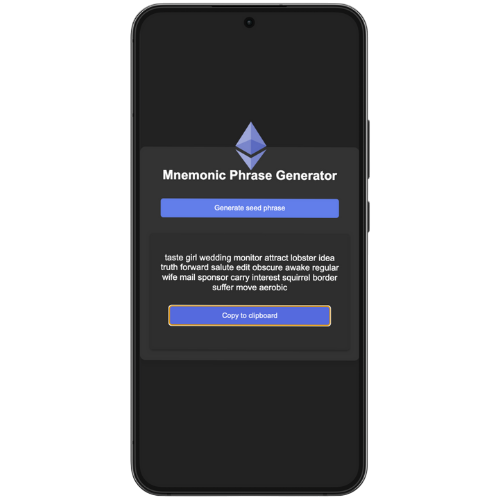 Mnemonic Phrase Generator
Generate seed phrase
taste girl wedding monitor attract lobster idea
truth forward salute edit obscure awake regular
wife mail sponsor carry interest squirrel border
suffer move aerobic
Copy to clipboard